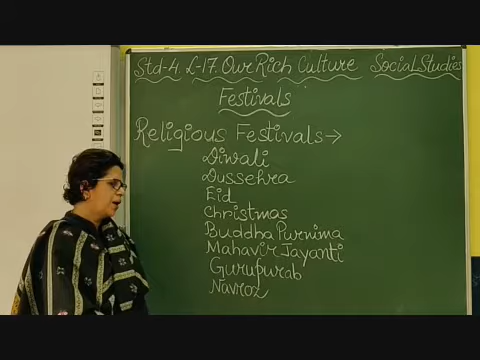 Std-4 L-17. Our Rich Culture Social Studies
Festivals
Religious Festivals→
Diwali
Dussehra
Eid
Christmas
Buddha Purnima
Mahavir Jayanti
Gurupurab
Navroz